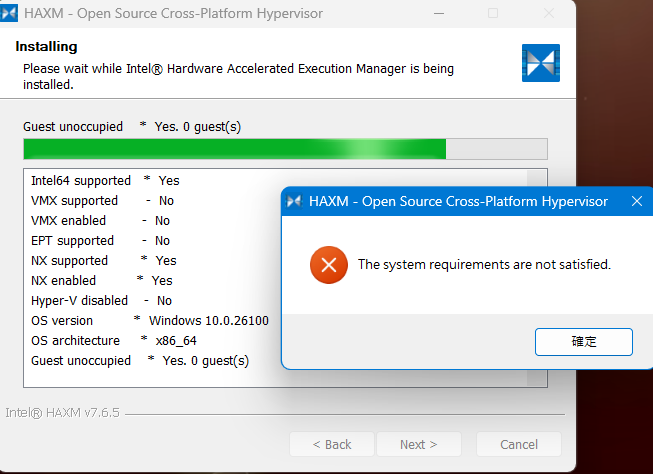 HAXM - Open Source Cross-Platform Hypervisor
Installing
Please wait while Intel® Hardware Accelerated Execution Manager is being
installed.
Guest unoccupied * Yes. 0 guest(s)
Intel64 supported * Yes
VMX supported - No
VMX enabled - No
EPT supported - No
NX supported * Yes
NX enabled * Yes
Hyper-V disabled - No
OS version * Windows 10.0.26100
OS architecture * x86_64
Guest unoccupied * Yes. 0 guest(s)
HAXM - Open Source Cross-Platform Hypervisor
The system requirements are not satisfied.
確定
Intel® HAXM v7.6.5
< Back
Next >
Cancel